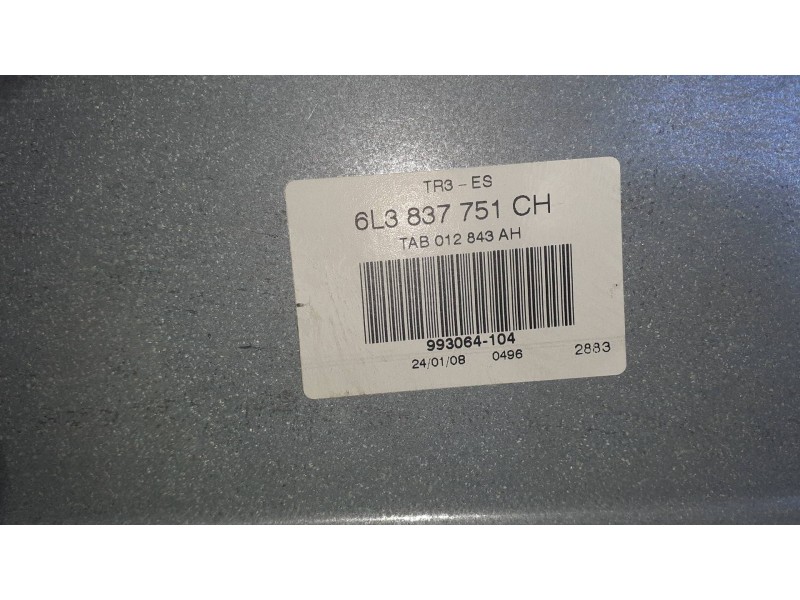 TR3 - ES
6L3 837 751 CH
TAB 012 843 AH
993064-104
24/01/08 0496 2883